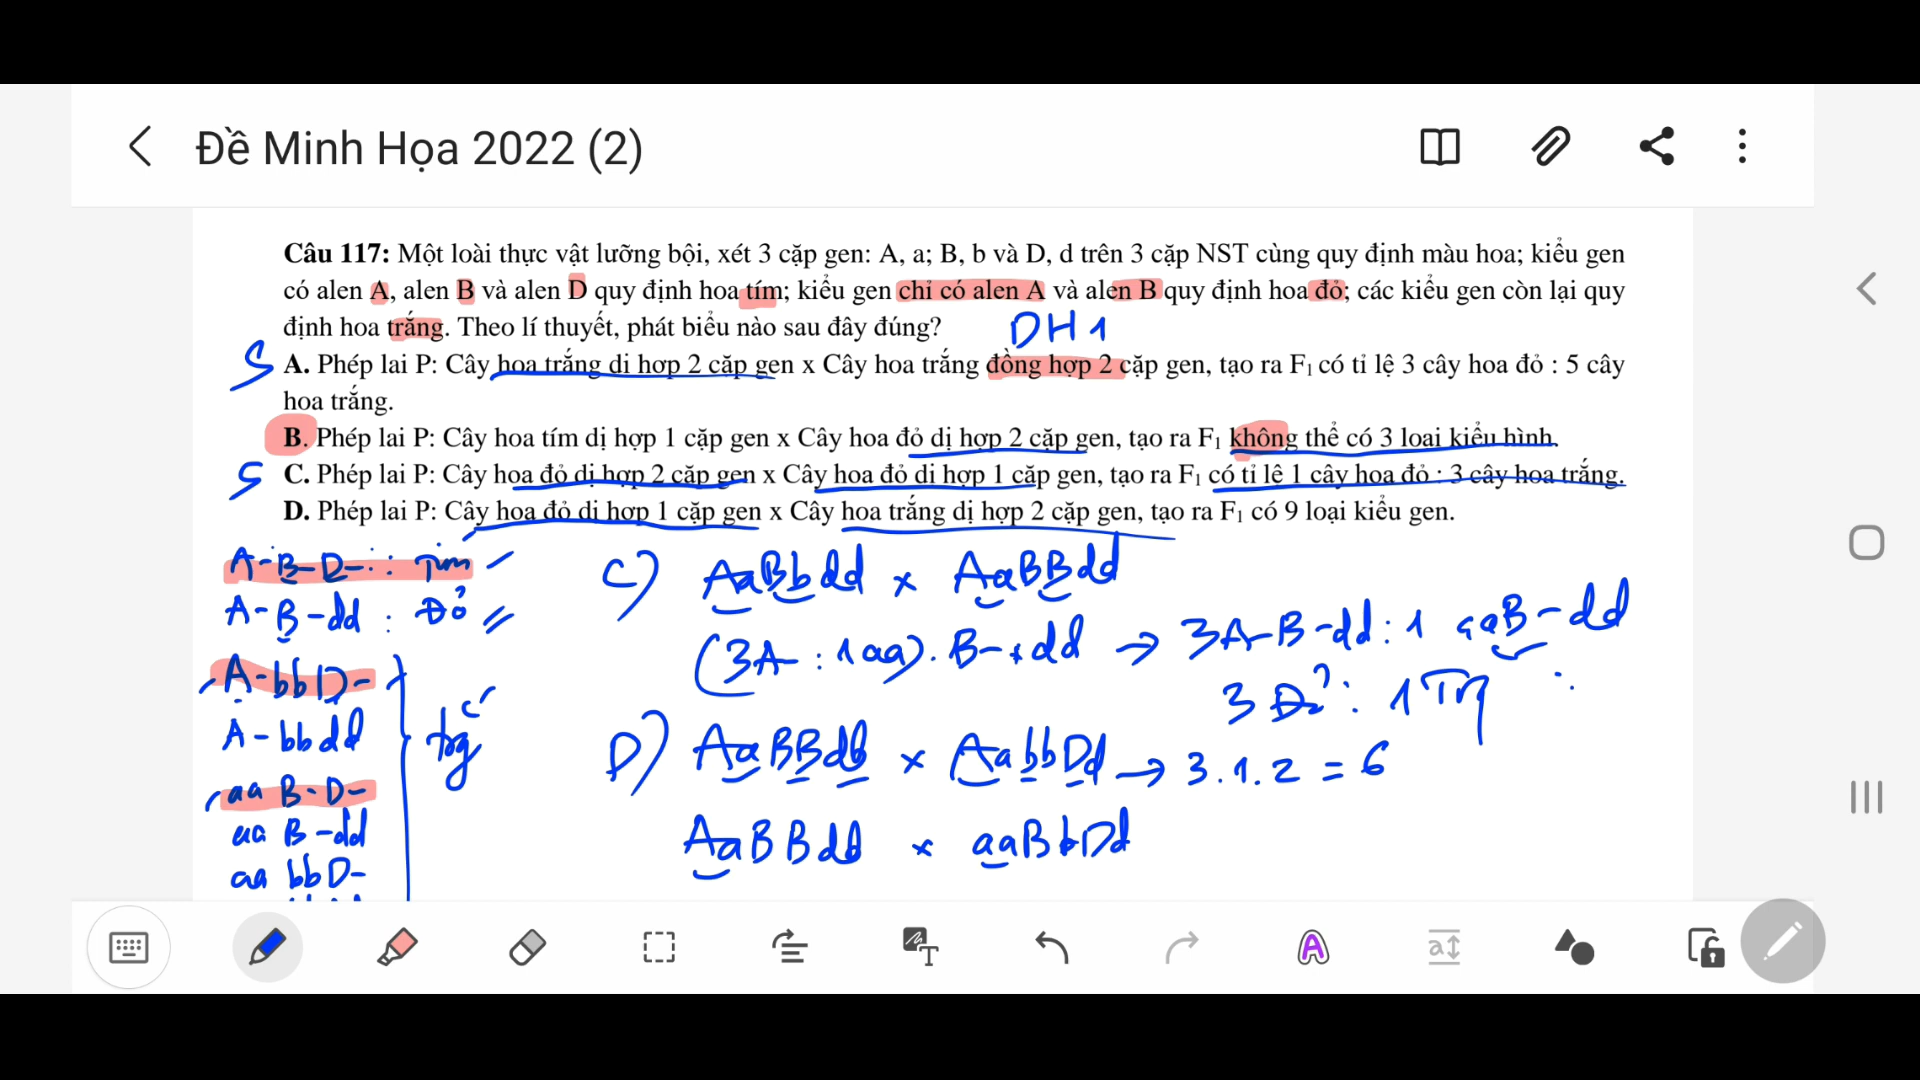 Đề Minh Họa 2022 (2)
Câu 117: Một loài thực vật lưỡng bội, xét 3 cặp gen: A, a; B, b và D, d trên 3 cặp NST cùng quy định màu hoa; kiểu gen
có alen A, alen B và alen D quy định hoa tím; kiểu gen chỉ có alen A và alen B quy định hoa đỏ; các kiểu gen còn lại quy
định hoa trắng. Theo lí thuyết, phát biểu nào sau đây đúng?
DH1
S
A. Phép lai P: Cây hoa trắng dị hợp 2 cặp gen x Cây hoa trắng đồng hợp 2 cặp gen, tạo ra F1 có tỉ lệ 3 cây hoa đỏ : 5 cây
hoa trắng.
B. Phép lai P: Cây hoa tím dị hợp 1 cặp gen x Cây hoa đỏ dị hợp 2 cặp gen, tạo ra F1 không thể có 3 loại kiểu hình.
S
C. Phép lai P: Cây hoa đỏ dị hợp 2 cặp gen x Cây hoa đỏ dị hợp 1 cặp gen, tạo ra F1 có tỉ lệ 1 cây hoa đỏ : 3 cây hoa trắng.
D. Phép lai P: Cây hoa đỏ dị hợp 1 cặp gen x Cây hoa trắng dị hợp 2 cặp gen, tạo ra F1 có 9 loại kiểu gen.
A-B-D- : Tím
A-B-dd : Đỏ
A-bbD-
A-bbdd
aaB-D-
aaB-dd
aabbD-
C) AaBbdd x AaBBdd
(3A- : 1aa). B- x dd → 3A-B-dd : 1 aaB-dd
3 Đỏ : 1 Trg
D) AaBBdd x AabbDd → 3.1.2 = 6
AaBBdd x aaBbDd